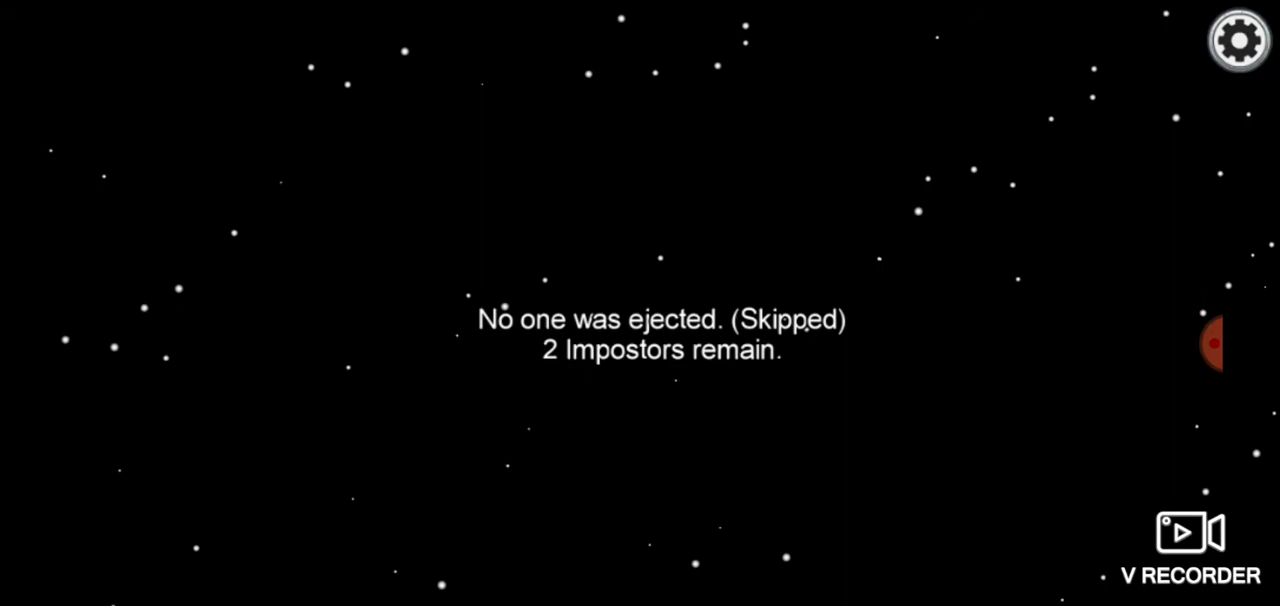 No one was ejected. (Skipped)
2 Impostors remain.
V RECORDER